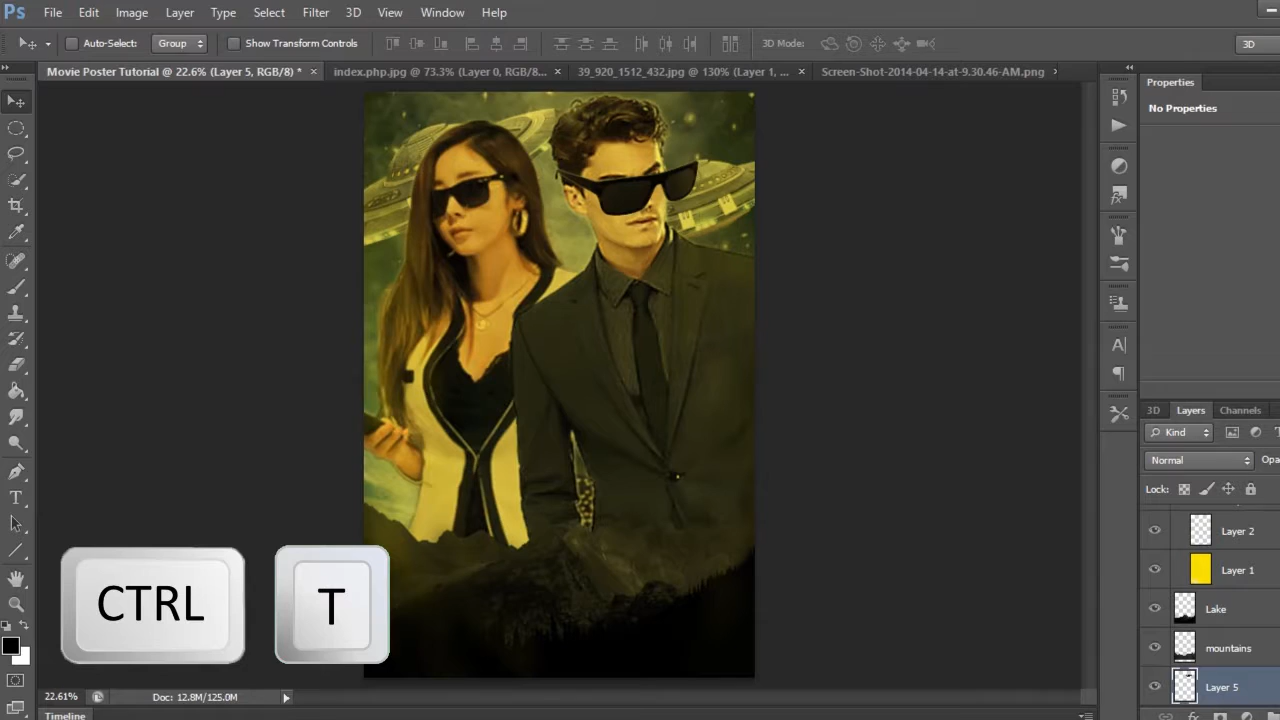 Ps File Edit Image Layer Type Select Filter 3D View Window Help
Auto-Select: Group Show Transform Controls 3D Mode: 3D
Movie Poster Tutorial @ 22.6% (Layer 5, RGB/8) * × index.php.jpg @ 73.3% (Layer 0, RGB/8... × 39_920_1512_432.jpg @ 130% (Layer 1, ... × Screen-Shot-2014-04-14-at-9.30.46-AM.png
Properties
No Properties
3D Layers Channels
Kind
Normal Opa
Lock:
Layer 2
Layer 1
Lake
mountains
Layer 5
CTRL T
22.61% Doc: 12.8M/125.0M
Timeline